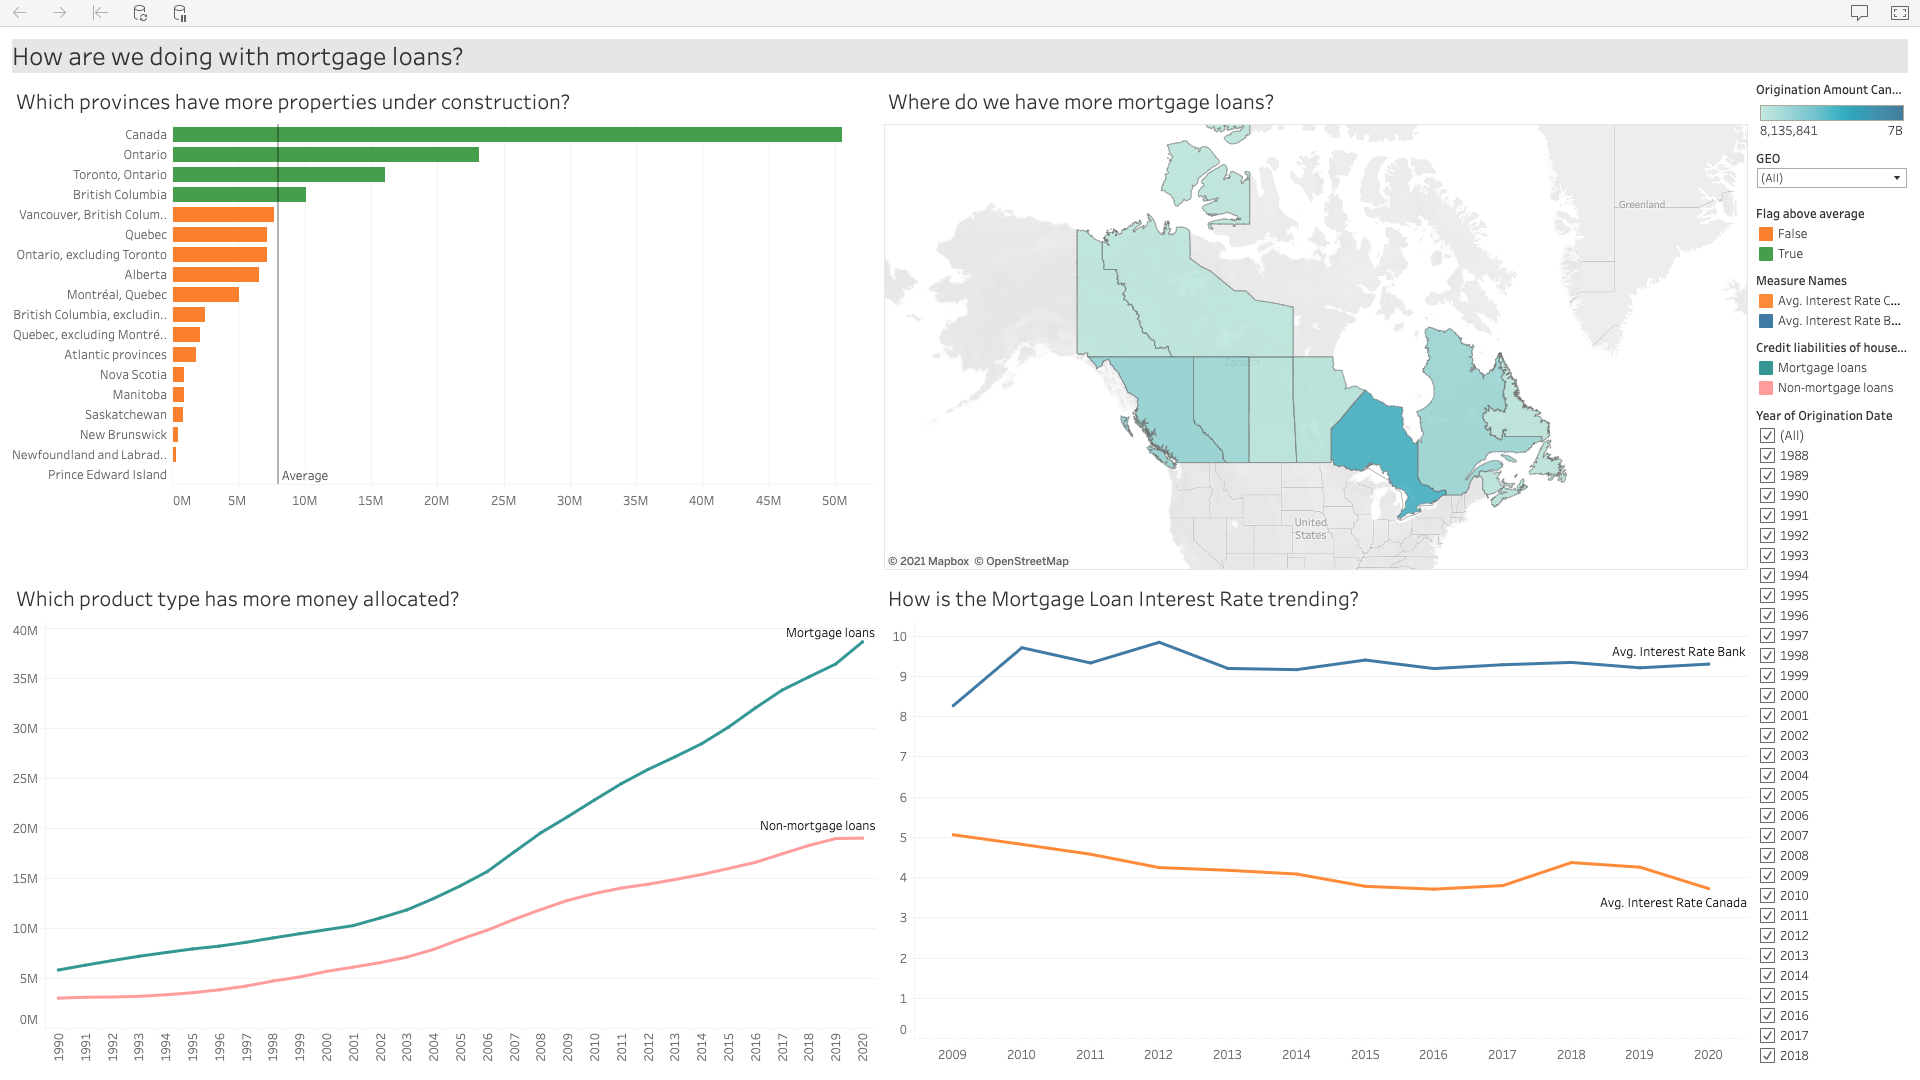 How are we doing with mortgage loans?
Which provinces have more properties under construction?
Canada
Ontario
Toronto, Ontario
British Columbia
Vancouver, British Colum..
Quebec
Ontario, excluding Toronto
Alberta
Montréal, Quebec
British Columbia, excludin..
Quebec, excluding Montré..
Atlantic provinces
Nova Scotia
Manitoba
Saskatchewan
New Brunswick
Newfoundland and Labrad..
Prince Edward Island
Average
0M 5M 10M 15M 20M 25M 30M 35M 40M 45M 50M
Where do we have more mortgage loans?
Greenland
Canada
United
States
© 2021 Mapbox © OpenStreetMap
Which product type has more money allocated?
40M
35M
30M
25M
20M
15M
10M
5M
0M
Mortgage loans
Non-mortgage loans
1990 1991 1992 1993 1994 1995 1996 1997 1998 1999 2000 2001 2002 2003 2004 2005 2006 2007 2008 2009 2010 2011 2012 2013 2014 2015 2016 2017 2018 2019 2020
How is the Mortgage Loan Interest Rate trending?
10
9
8
7
6
5
4
3
2
1
0
Avg. Interest Rate Bank
Avg. Interest Rate Canada
2009 2010 2011 2012 2013 2014 2015 2016 2017 2018 2019 2020
Origination Amount Can...
8,135,841 7B
GEO
(All)
Flag above average
False
True
Measure Names
Avg. Interest Rate C...
Avg. Interest Rate B...
Credit liabilities of house...
Mortgage loans
Non-mortgage loans
Year of Origination Date
(All)
1988
1989
1990
1991
1992
1993
1994
1995
1996
1997
1998
1999
2000
2001
2002
2003
2004
2005
2006
2007
2008
2009
2010
2011
2012
2013
2014
2015
2016
2017
2018